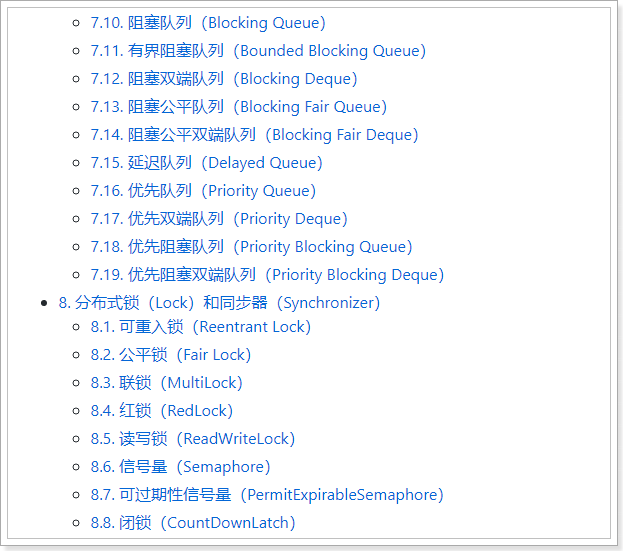 7.10. 阻塞队列（Blocking Queue）
7.11. 有界阻塞队列（Bounded Blocking Queue）
7.12. 阻塞双端队列（Blocking Deque）
7.13. 阻塞公平队列（Blocking Fair Queue）
7.14. 阻塞公平双端队列（Blocking Fair Deque）
7.15. 延迟队列（Delayed Queue）
7.16. 优先队列（Priority Queue）
7.17. 优先双端队列（Priority Deque）
7.18. 优先阻塞队列（Priority Blocking Queue）
7.19. 优先阻塞双端队列（Priority Blocking Deque）
8. 分布式锁（Lock）和同步器（Synchronizer）
8.1. 可重入锁（Reentrant Lock）
8.2. 公平锁（Fair Lock）
8.3. 联锁（MultiLock）
8.4. 红锁（RedLock）
8.5. 读写锁（ReadWriteLock）
8.6. 信号量（Semaphore）
8.7. 可过期性信号量（PermitExpirableSemaphore）
8.8. 闭锁（CountDownLatch）